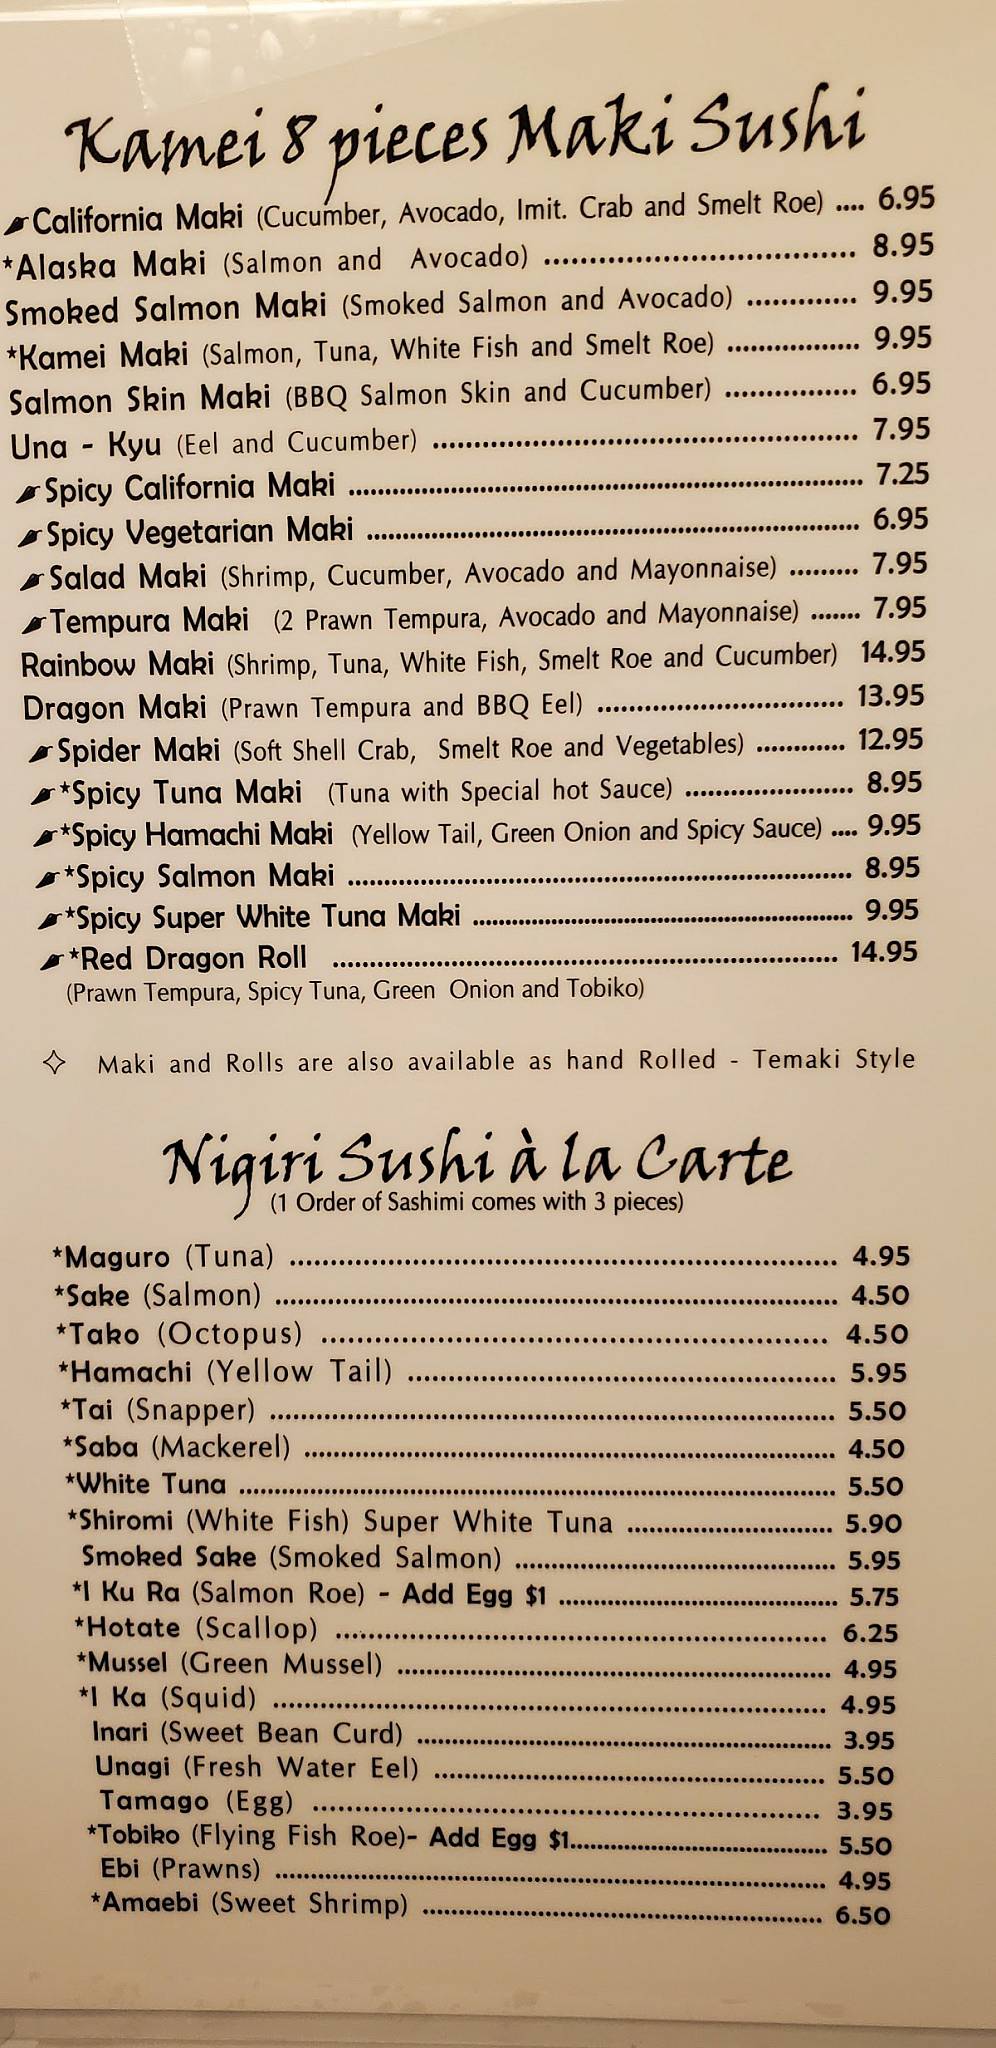 Kamei 8 pieces Maki Sushi
California Maki (Cucumber, Avocado, Imit. Crab and Smelt Roe) .... 6.95
*Alaska Maki (Salmon and Avocado) ................................. 8.95
Smoked Salmon Maki (Smoked Salmon and Avocado) ............. 9.95
*Kamei Maki (Salmon, Tuna, White Fish and Smelt Roe) ................. 9.95
Salmon Skin Maki (BBQ Salmon Skin and Cucumber) ................ 6.95
Una - Kyu (Eel and Cucumber) .................................................... 7.95
Spicy California Maki .................................................................. 7.25
Spicy Vegetarian Maki ................................................................ 6.95
Salad Maki (Shrimp, Cucumber, Avocado and Mayonnaise) ......... 7.95
Tempura Maki (2 Prawn Tempura, Avocado and Mayonnaise) ....... 7.95
Rainbow Maki (Shrimp, Tuna, White Fish, Smelt Roe and Cucumber) 14.95
Dragon Maki (Prawn Tempura and BBQ Eel) .............................. 13.95
Spider Maki (Soft Shell Crab, Smelt Roe and Vegetables) ............ 12.95
*Spicy Tuna Maki (Tuna with Special hot Sauce) ...................... 8.95
*Spicy Hamachi Maki (Yellow Tail, Green Onion and Spicy Sauce) .... 9.95
*Spicy Salmon Maki .................................................................. 8.95
*Spicy Super White Tuna Maki .................................................... 9.95
*Red Dragon Roll .................................................................. 14.95
(Prawn Tempura, Spicy Tuna, Green Onion and Tobiko)
✧ Maki and Rolls are also available as hand Rolled - Temaki Style
Nigiri Sushi à la Carte
(1 Order of Sashimi comes with 3 pieces)
*Maguro (Tuna) .................................................................. 4.95
*Sake (Salmon) .................................................................. 4.50
*Tako (Octopus) ................................................................ 4.50
*Hamachi (Yellow Tail) ...................................................... 5.95
*Tai (Snapper) .................................................................. 5.50
*Saba (Mackerel) ............................................................... 4.50
*White Tuna ..................................................................... 5.50
*Shiromi (White Fish) Super White Tuna ............................ 5.90
Smoked Sake (Smoked Salmon) .......................................... 5.95
*I Ku Ra (Salmon Roe) - Add Egg $1 .................................... 5.75
*Hotate (Scallop) ............................................................... 6.25
*Mussel (Green Mussel) ...................................................... 4.95
*I Ka (Squid) ..................................................................... 4.95
Inari (Sweet Bean Curd) ..................................................... 3.95
Unagi (Fresh Water Eel) ..................................................... 5.50
Tamago (Egg) .................................................................. 3.95
*Tobiko (Flying Fish Roe)- Add Egg $1.................................. 5.50
Ebi (Prawns) ..................................................................... 4.95
*Amaebi (Sweet Shrimp) .................................................... 6.50